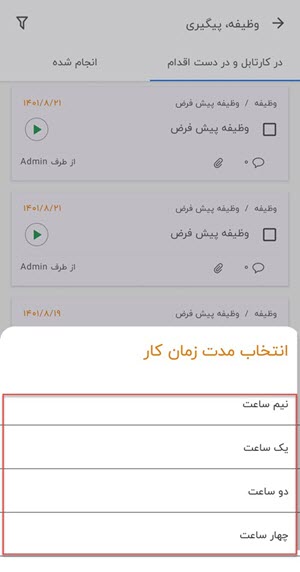 وظیفه، پیگیری
در کارتابل و در دست اقدام
انجام شده
وظیفه / وظیفه پیش فرض
۱۴۰۱/۸/۲۱
وظیفه پیش فرض
۰
از طرف Admin
وظیفه / وظیفه پیش فرض
۱۴۰۱/۸/۲۱
وظیفه پیش فرض
۰
از طرف Admin
وظیفه / وظیفه پیش فرض
۱۴۰۱/۸/۱۹
انتخاب مدت زمان کار
نیم ساعت
یک ساعت
دو ساعت
چهار ساعت